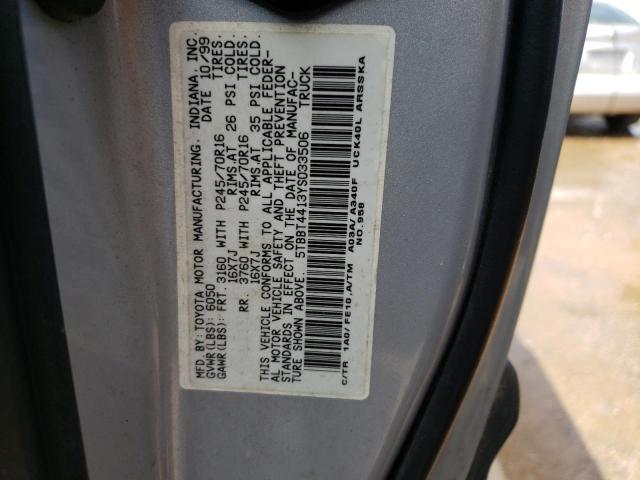 MFD.BY:TOYOTA MOTOR MANUFACTURING, INDIANA, INC.
GVWR(LBS): 6050 DATE 10/99
GAWR(LBS): FRT. 3160 WITH P245/70R16 TIRES.
16X7J RIMS.AT 26 PSI COLD.
RR. 3760 WITH P245/70R16 TIRES.
16X7J RIMS.AT 35 PSI COLD.
THIS VEHICLE CONFORMS TO ALL APPLICABLE FEDER-
AL MOTOR VEHICLE SAFETY AND THEFT PREVENTION
STANDARDS IN EFFECT ON THE DATE OF MANUFAC-
TURE SHOWN ABOVE. 5TBBT4413YS033506 TRUCK
C/TR 1A0/FE10.A/TM A03A/A340F UCK40L ARSSKA
NO.958